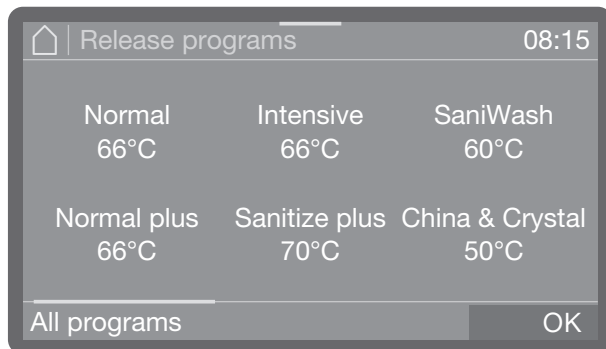 Release programs 08:15
Normal Intensive SaniWash
66°C 66°C 60°C
Normal plus Sanitize plus China & Crystal
66°C 70°C 50°C
All programs OK